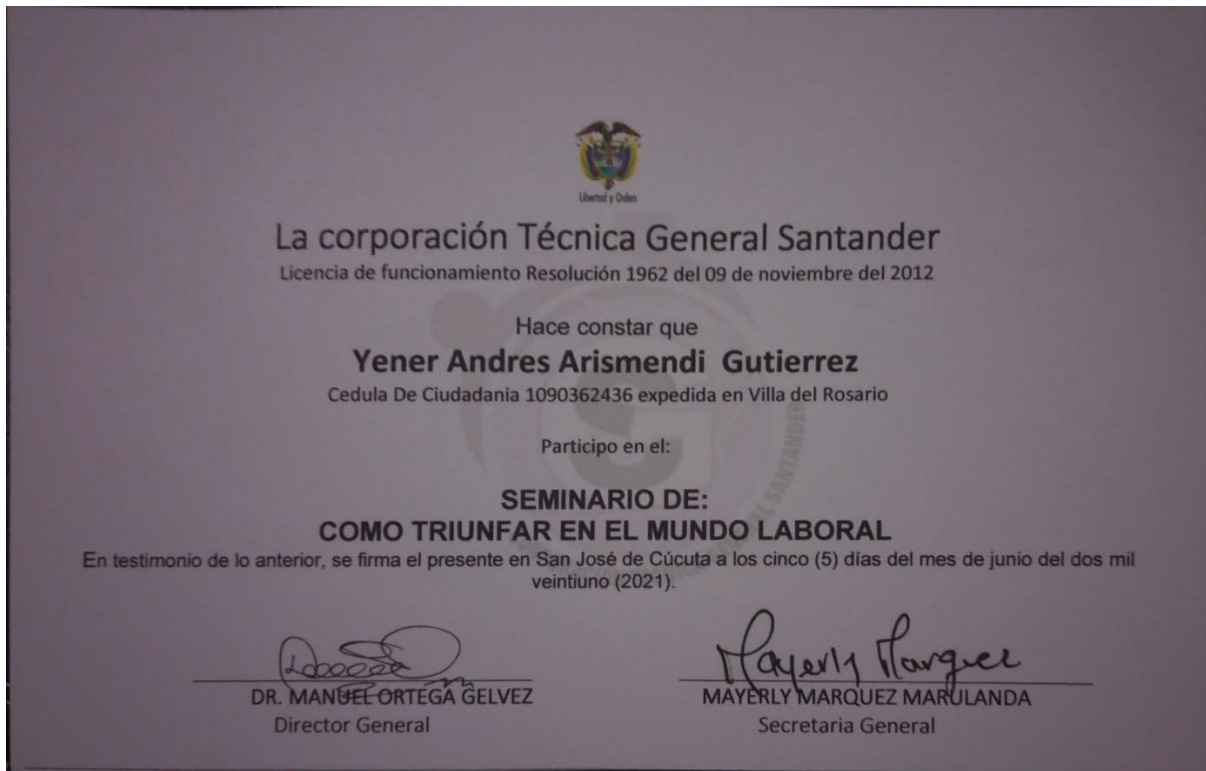 Libertad y Orden
La corporación Técnica General Santander
Licencia de funcionamiento Resolución 1962 del 09 de noviembre del 2012
Hace constar que
Yener Andres Arismendi Gutierrez
Cedula De Ciudadania 1090362436 expedida en Villa del Rosario
Participo en el:
SEMINARIO DE:
COMO TRIUNFAR EN EL MUNDO LABORAL
En testimonio de lo anterior, se firma el presente en San José de Cúcuta a los cinco (5) días del mes de junio del dos mil
veintiuno (2021).
Mayerly Marquez
DR. MANUEL ORTEGA GELVEZ
MAYERLY MARQUEZ MARULANDA
Director General
Secretaria General